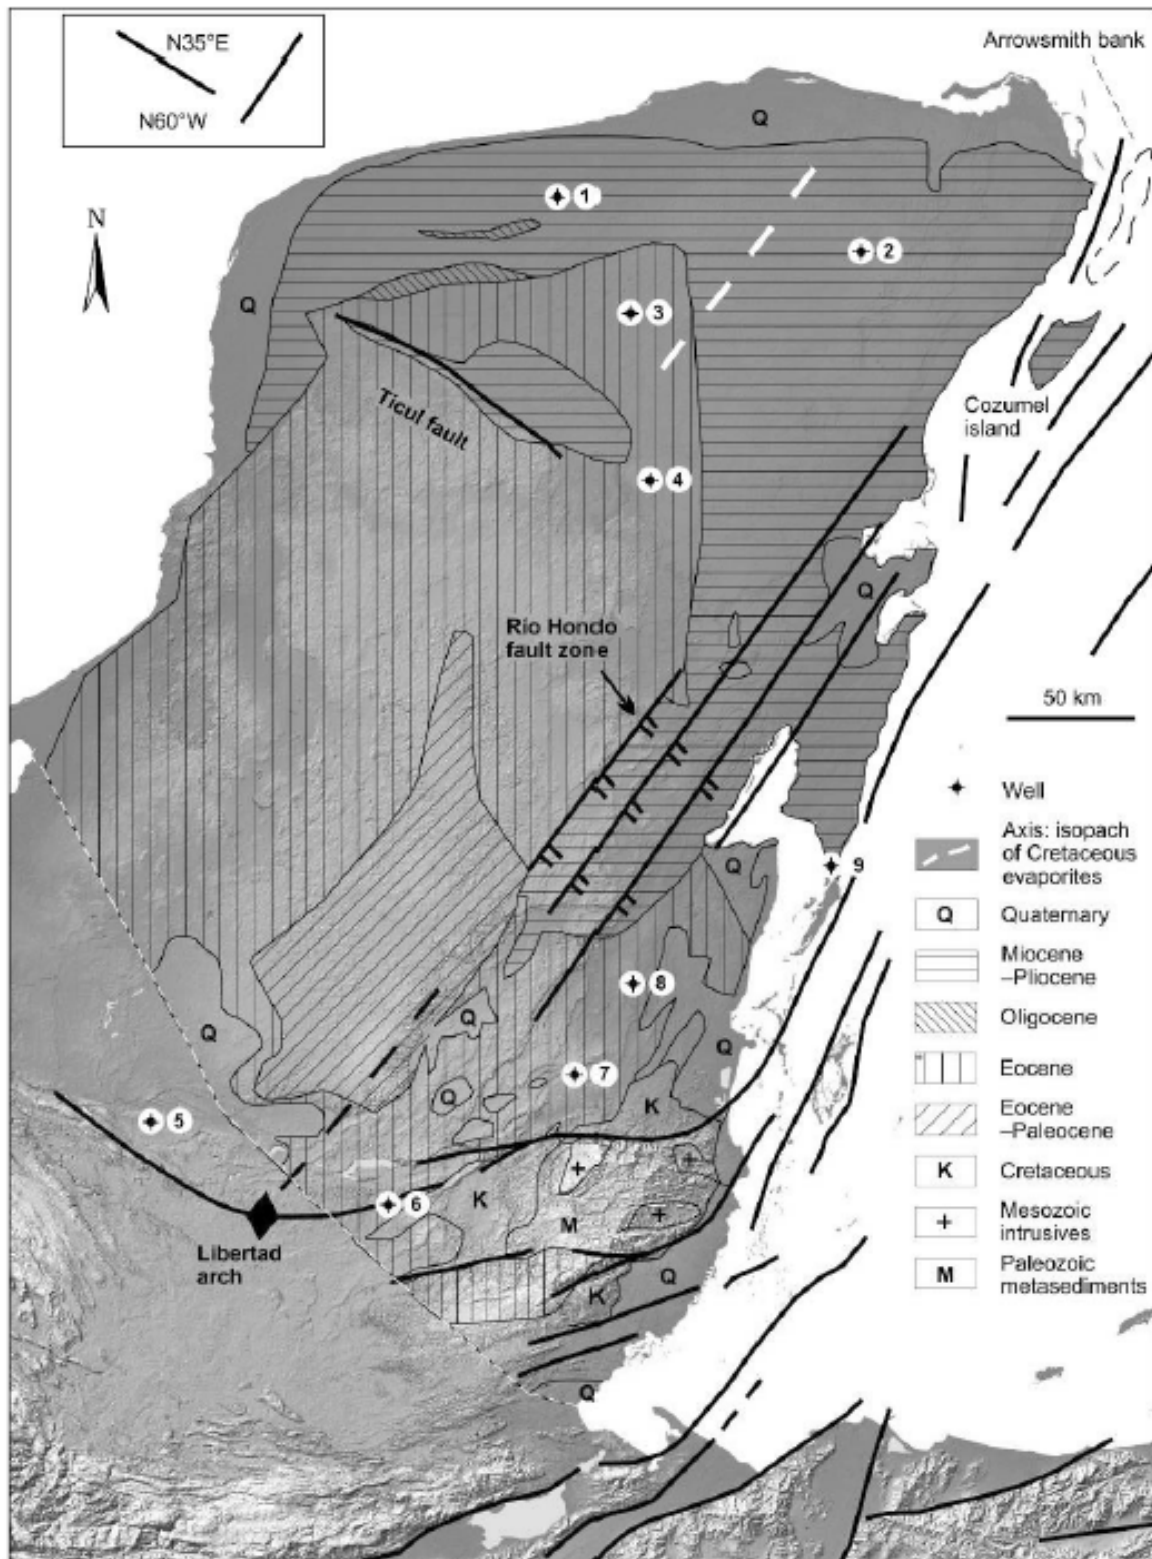 Arrowsmith bank
N35°E
N60°W
Q
N
1
2
Q
3
Cozumel
island
Ticul fault
4
Q
Río Hondo
fault zone
50 km
Well
Axis: isopach
of Cretaceous
evaporites
Q
9
Q Quaternary
Miocene
–Pliocene
8
Oligocene
Q
Q
Q
Eocene
7
Q
K
Eocene
–Paleocene
5
K Cretaceous
+
+
6
K
M
+
+ Mesozoic
intrusives
Libertad
arch
Q
K
M Paleozoic
metasediments
Q